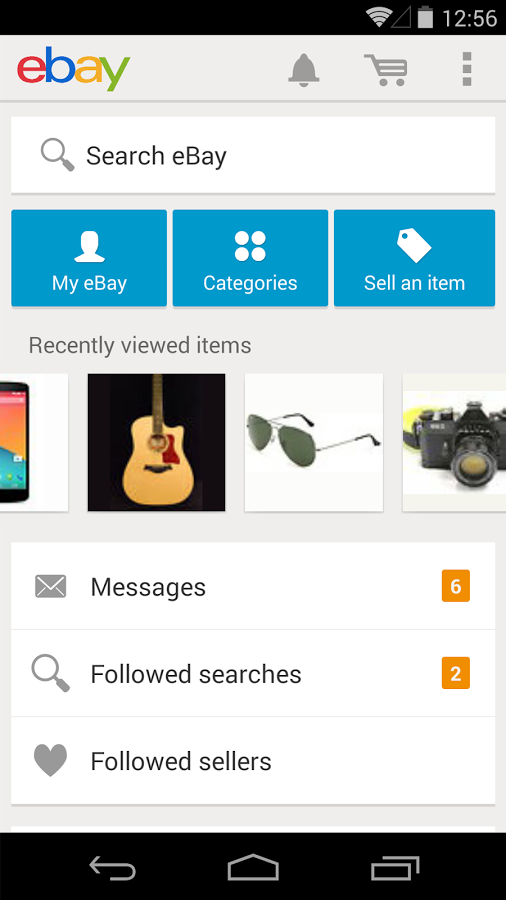 12:56
ebay
Search eBay
My eBay
Categories
Sell an item
Recently viewed items
Messages
6
Followed searches
2
Followed sellers